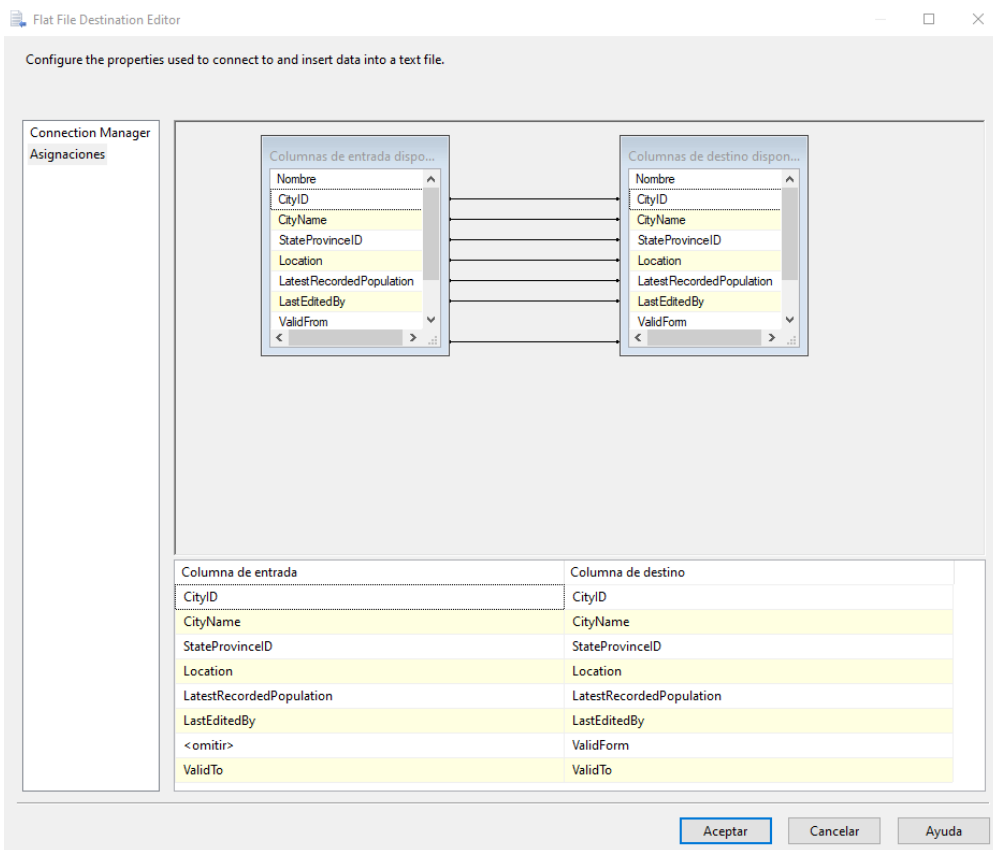 Flat File Destination Editor
Configure the properties used to connect to and insert data into a text file.
Connection Manager
Asignaciones
Columnas de entrada dispo...
Nombre
CityID
CityName
StateProvinceID
Location
LatestRecordedPopulation
LastEditedBy
ValidFrom
Columnas de destino dispon...
Nombre
CityID
CityName
StateProvinceID
Location
LatestRecordedPopulation
LastEditedBy
ValidForm
Columna de entrada Columna de destino
CityID CityID
CityName CityName
StateProvinceID StateProvinceID
Location Location
LatestRecordedPopulation LatestRecordedPopulation
LastEditedBy LastEditedBy
<omitir> ValidForm
ValidTo ValidTo
Aceptar Cancelar Ayuda